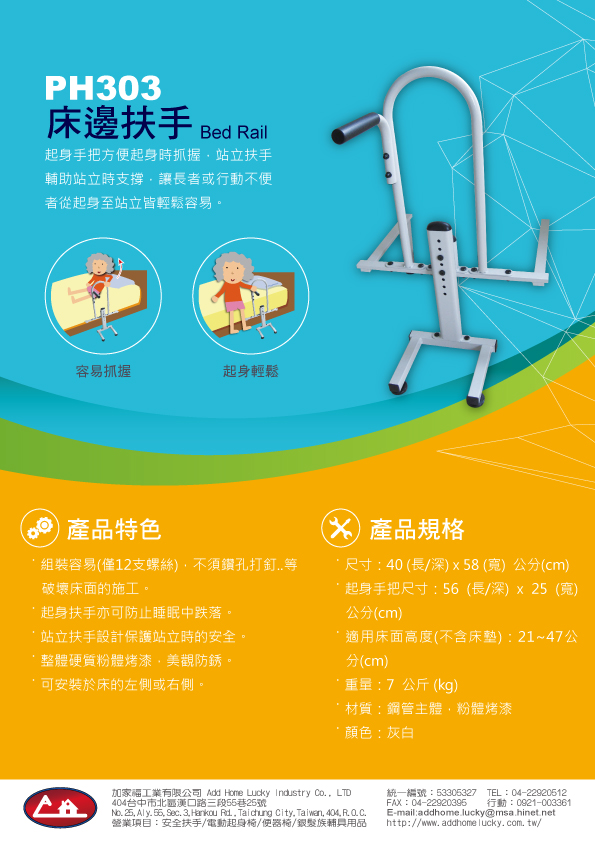 PH303
床邊扶手 Bed Rail
起身手把方便起身時抓握，站立扶手
輔助站立時支撐，讓長者或行動不便
者從起身至站立皆輕鬆容易。
容易抓握
起身輕鬆
產品特色
˙組裝容易(僅12支螺絲)，不須鑽孔打釘..等
破壞床面的施工。
˙起身扶手亦可防止睡眠中跌落。
˙站立扶手設計保護站立時的安全。
˙整體硬質粉體烤漆，美觀防銹。
˙可安裝於床的左側或右側。
產品規格
˙尺寸：40 (長/深) x 58 (寬) 公分(cm)
˙起身手把尺寸：56 (長/深) x 25 (寬)
公分(cm)
˙適用床面高度(不含床墊)：21~47公
分(cm)
˙重量：7 公斤 (kg)
˙材質：鋼管主體，粉體烤漆
˙顏色：灰白
加家福工業有限公司 Add Home Lucky Industry Co., LTD
404台中市北區漢口路三段55巷25號
No.25,Aly.55,Sec.3,Hankou Rd.,Taichung City,Taiwan,404,R.O.C.
營業項目：安全扶手/電動起身椅/便器椅/銀髮族輔具用品
統一編號：53305327 TEL：04-22920512
FAX：04-22920395 行動：0921-003361
E-mail:addhome.lucky@msa.hinet.net
http://www.addhomelucky.com.tw/